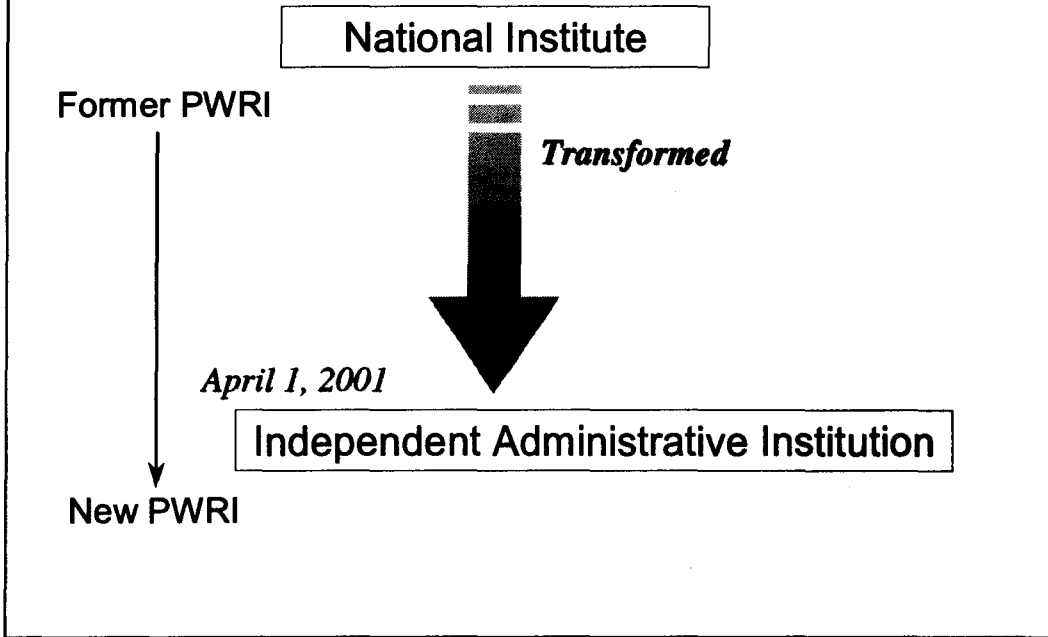 National Institute
Former PWRI
Transformed
April 1, 2001
Independent Administrative Institution
New PWRI